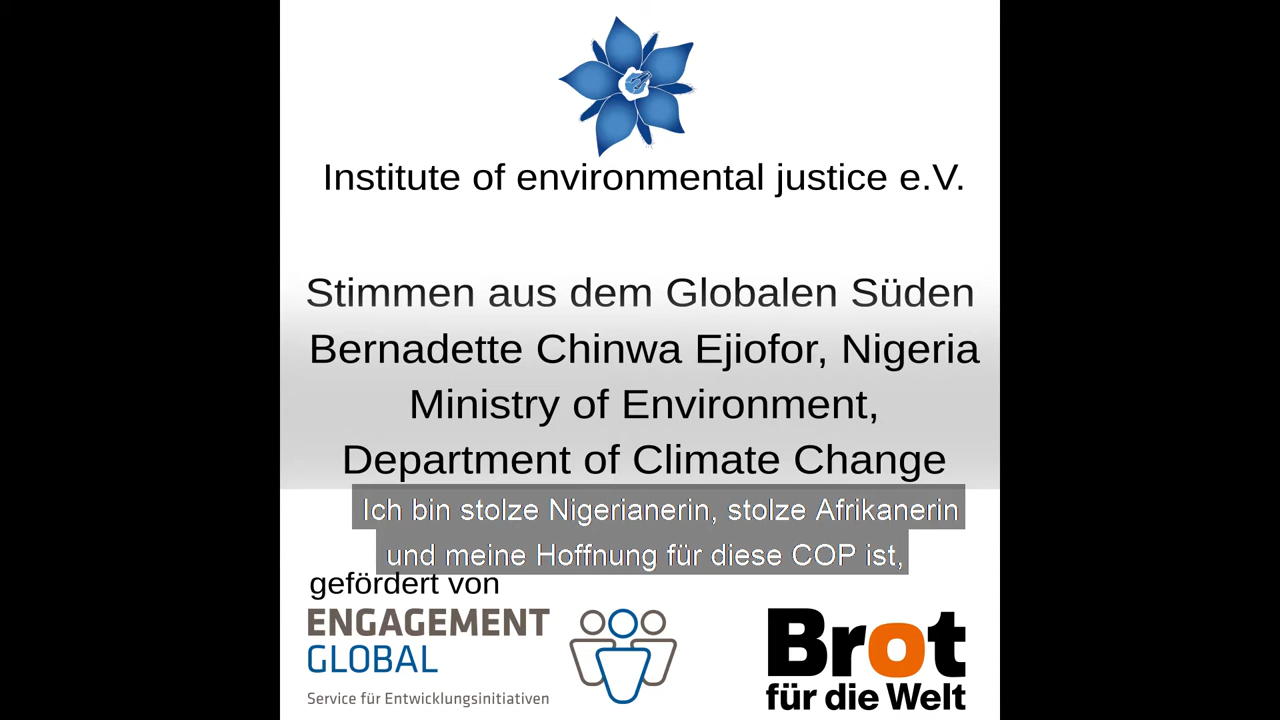 Institute of environmental justice e.V.
Stimmen aus dem Globalen Süden
Bernadette Chinwa Ejiofor, Nigeria
Ministry of Environment,
Department of Climate Change
Ich bin stolze Nigerianerin, stolze Afrikanerin
und meine Hoffnung für diese COP ist,
gefördert von
ENGAGEMENT
GLOBAL
Service für Entwicklungsinitiativen
Brot
für die Welt